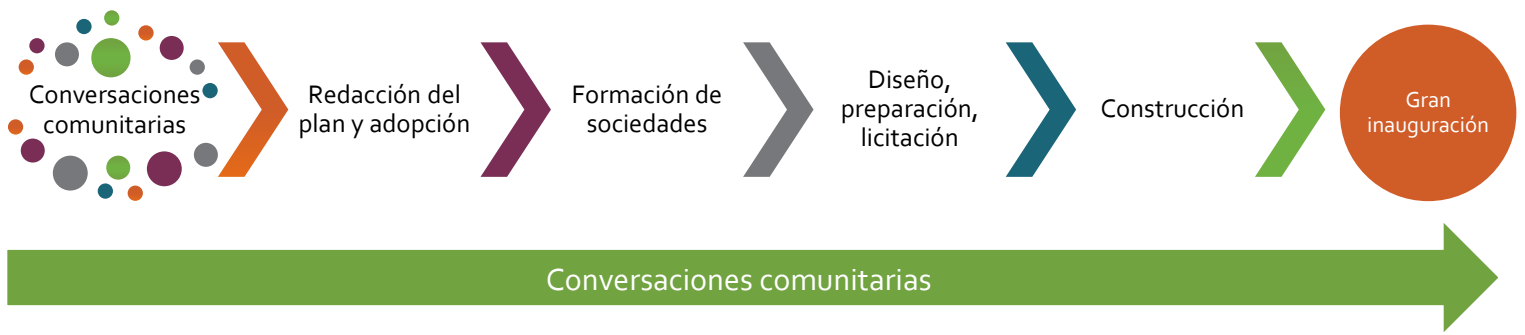 Conversaciones
comunitarias
Redacción del
plan y adopción
Formación de
sociedades
Diseño,
preparación,
licitación
Construcción
Gran
inauguración
Conversaciones comunitarias